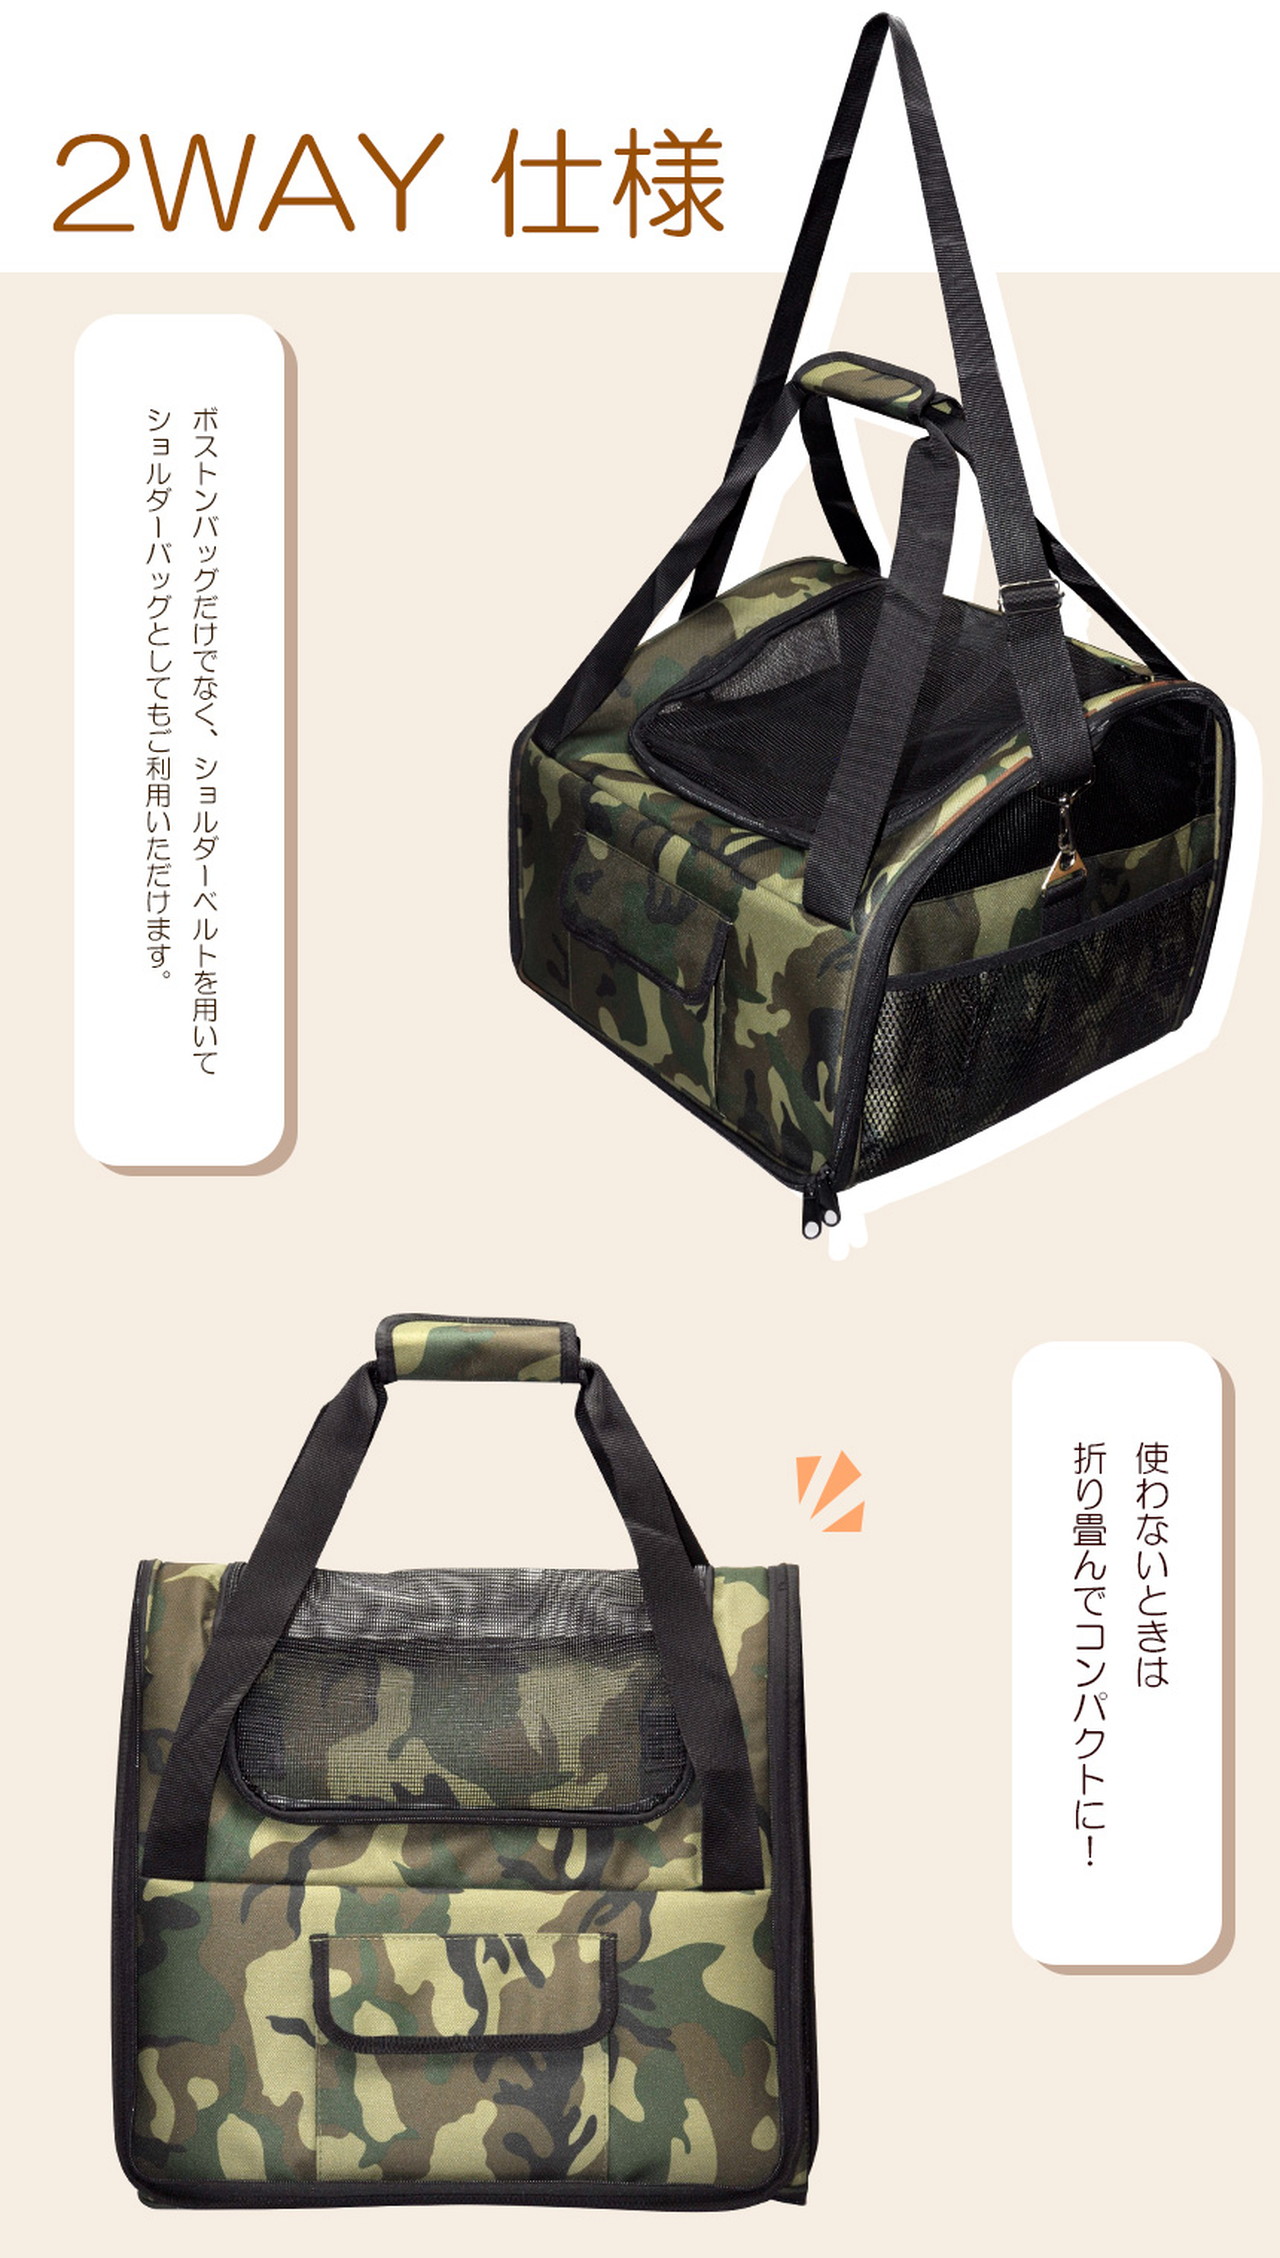 2WAY 仕様
ボストンバッグだけでなく、ショルダーベルトを用いて
ショルダーバッグとしてもご利用いただけます。
使わないときは
折り畳んでコンパクトに！